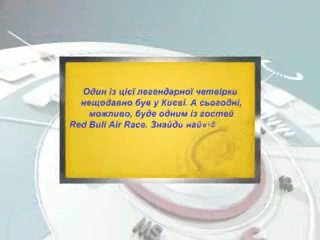 Один із цієї легендарної четвірки
нещодавно був у Києві. А сьогодні,
можливо, буде одним із гостей
Red Bull Air Race. Знайди